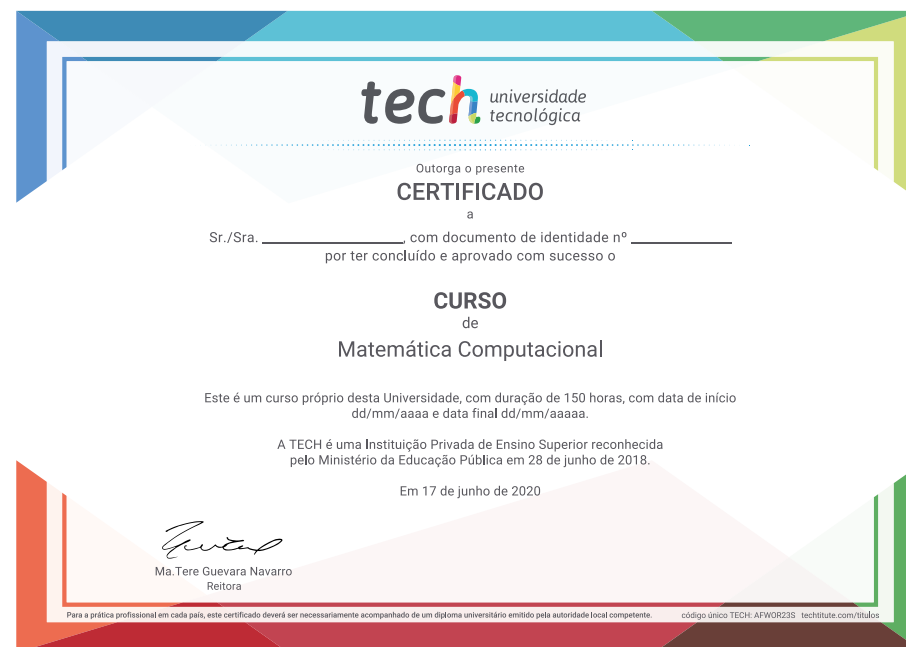 tech universidade
tecnológica
Outorga o presente
CERTIFICADO
a
Sr./Sra. ____________________, com documento de identidade nº ______________
por ter concluído e aprovado com sucesso o
CURSO
de
Matemática Computacional
Este é um curso próprio desta Universidade, com duração de 150 horas, com data de início
dd/mm/aaaa e data final dd/mm/aaaaa.
A TECH é uma Instituição Privada de Ensino Superior reconhecida
pelo Ministério da Educação Pública em 28 de junho de 2018.
Em 17 de junho de 2020
Ma.Tere Guevara Navarro
Reitora
Para a prática profissional em cada país, este certificado deverá ser necessariamente acompanhado de um diploma universitário emitido pela autoridade local competente. código único TECH: AFWOR23S techtitute.com/titulos